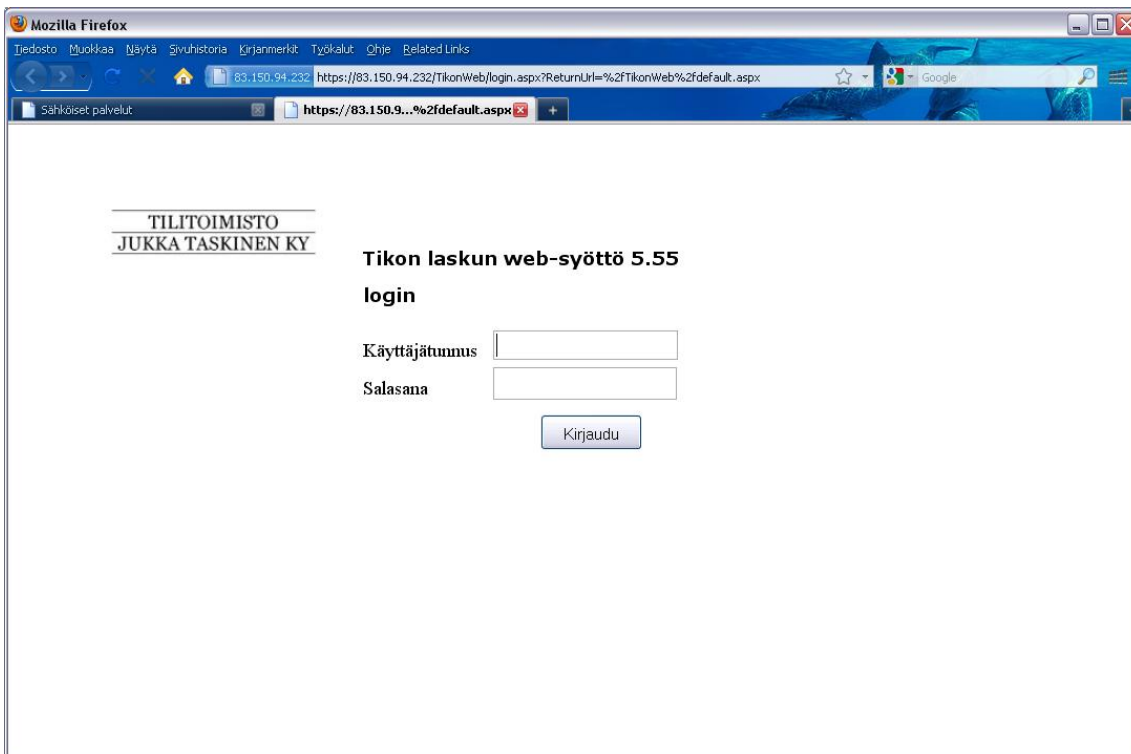 Mozilla Firefox
Tiedosto Muokkaa Näytä Sivuhistoria Kirjanmerkit Työkalut Ohje Related Links
83.150.94.232 https://83.150.94.232/TikonWeb/login.aspx?ReturnUrl=%2fTikonWeb%2fdefault.aspx Google
Sähköiset palvelut https://83.150.9...%2fdefault.aspx
TILITOIMISTO
JUKKA TASKINEN KY
Tikon laskun web-syöttö 5.55
login
Käyttäjätunnus
Salasana
Kirjaudu